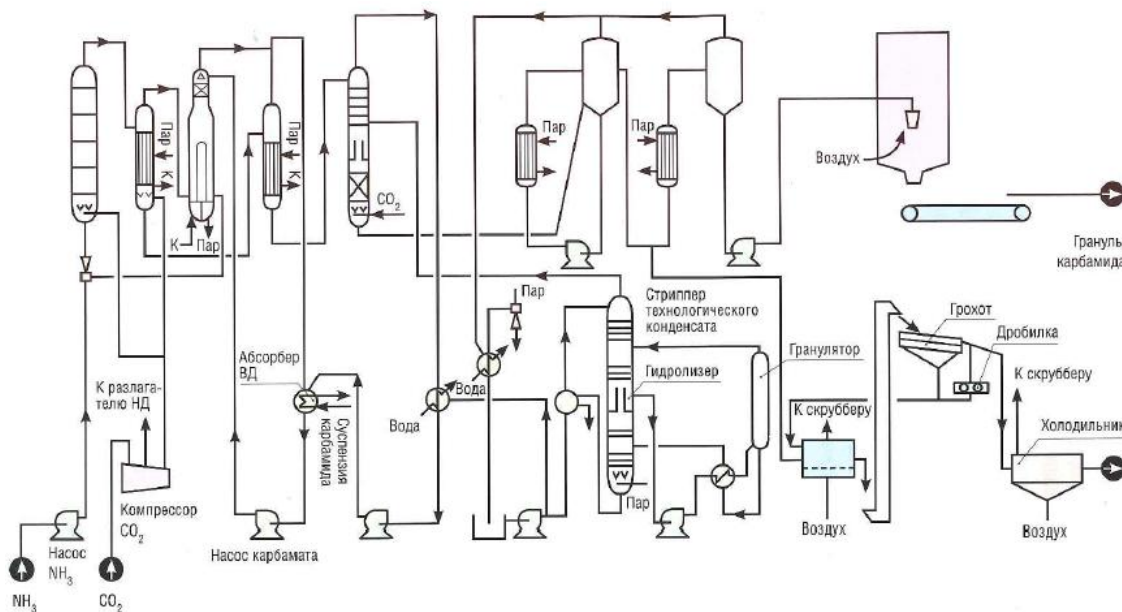 Пар
К
К
Пар
Пар
К
CO₂
Пар
Пар
Воздух
Гранулы
карбамида
Пар
Стриппер
технологического
конденсата
Гранулятор
Гидролизер
Грохот
Дробилка
К скрубберу
К скрубберу
Холодильник
Абсорбер
ВД
К разлага-
телю НД
Вода
Вода
Суспензия
карбамида
Пар
Воздух
Воздух
Компрессор
CO₂
Насос
NH₃
Насос карбамата
NH₃
CO₂